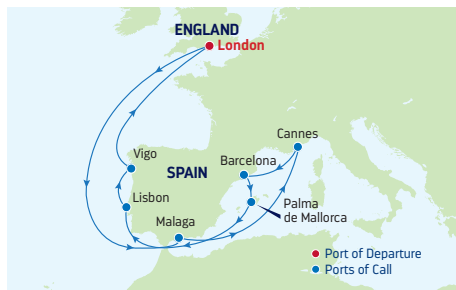 ENGLAND
London
Cannes
Vigo
Barcelona
SPAIN
Lisbon
Palma
de Mallorca
Malaga
Port of Departure
Ports of Call